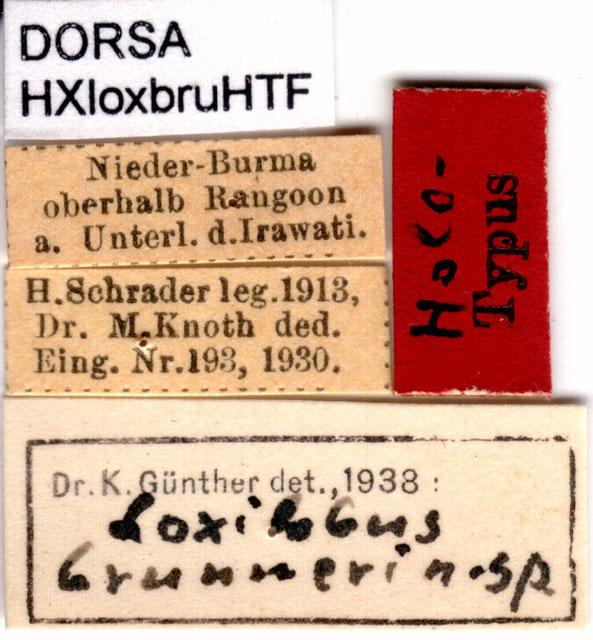 DORSA
HXloxbruHTF
Nieder-Burma
oberhalb Rangoon
a. Unterl. d.Irawati.
H.Schrader leg.1913,
Dr. M.Knoth ded.
Eing. Nr.193, 1930.
Holo-
Typus
Dr. K. Günther det.,1938 :
Loxilobus
brunneri n.sp